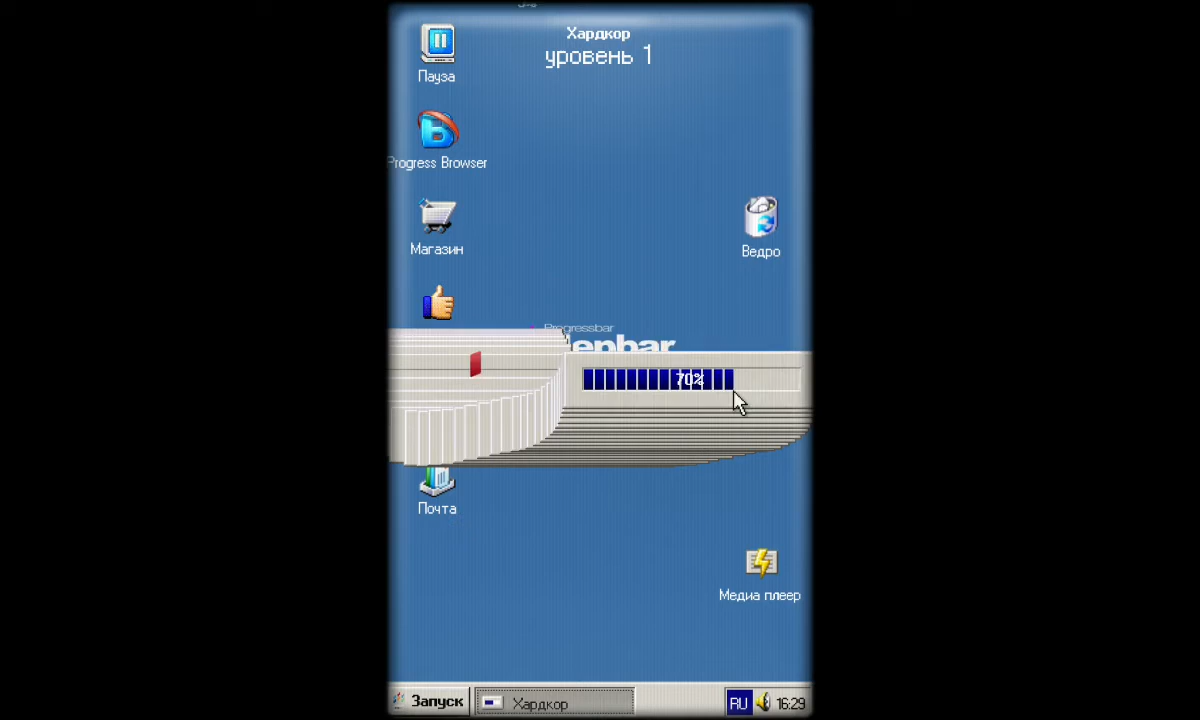 Хардкор
уровень 1
Пауза
Progress Browser
Магазин
Ведро
Progressbar
70%
Почта
Медиа плеер
Запуск
Хардкор
RU
16:29